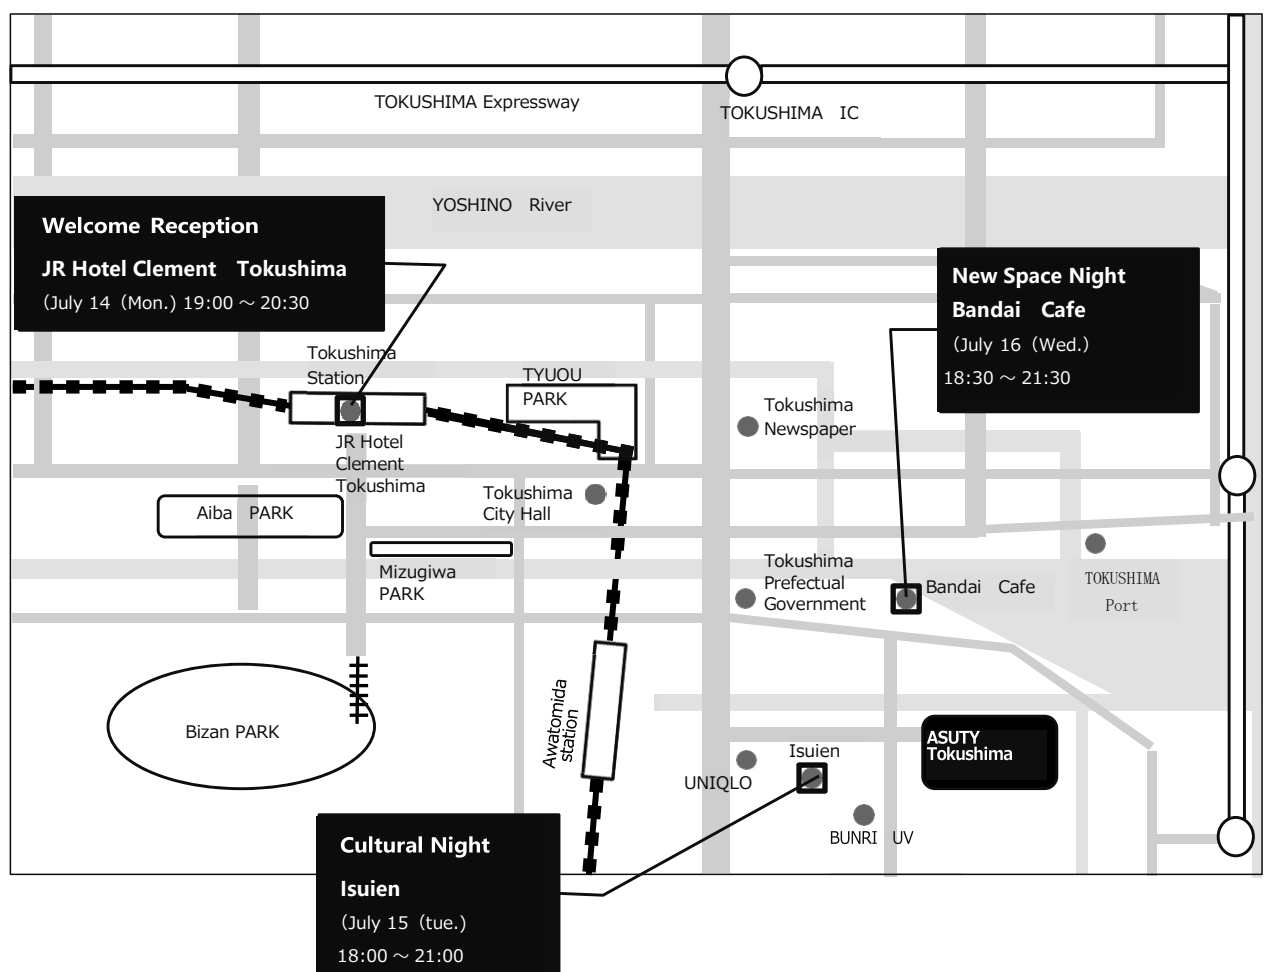 TOKUSHIMA Expressway
TOKUSHIMA IC
YOSHINO River
Welcome Reception
JR Hotel Clement Tokushima
(July 14 (Mon.) 19:00 ～ 20:30
New Space Night
Bandai Cafe
(July 16 (Wed.)
18:30 ～ 21:30
Tokushima
Station
TYUOU
PARK
Tokushima
Newspaper
JR Hotel
Clement
Tokushima
Aiba PARK
Tokushima
City Hall
Mizugiwa
PARK
Tokushima
Prefectual
Government
Bandai Cafe
TOKUSHIMA
Port
Bizan PARK
Awatomida
station
ASUTY
Tokushima
Isuien
UNIQLO
BUNRI UV
Cultural Night
Isuien
(July 15 (tue.)
18:00 ～ 21:00